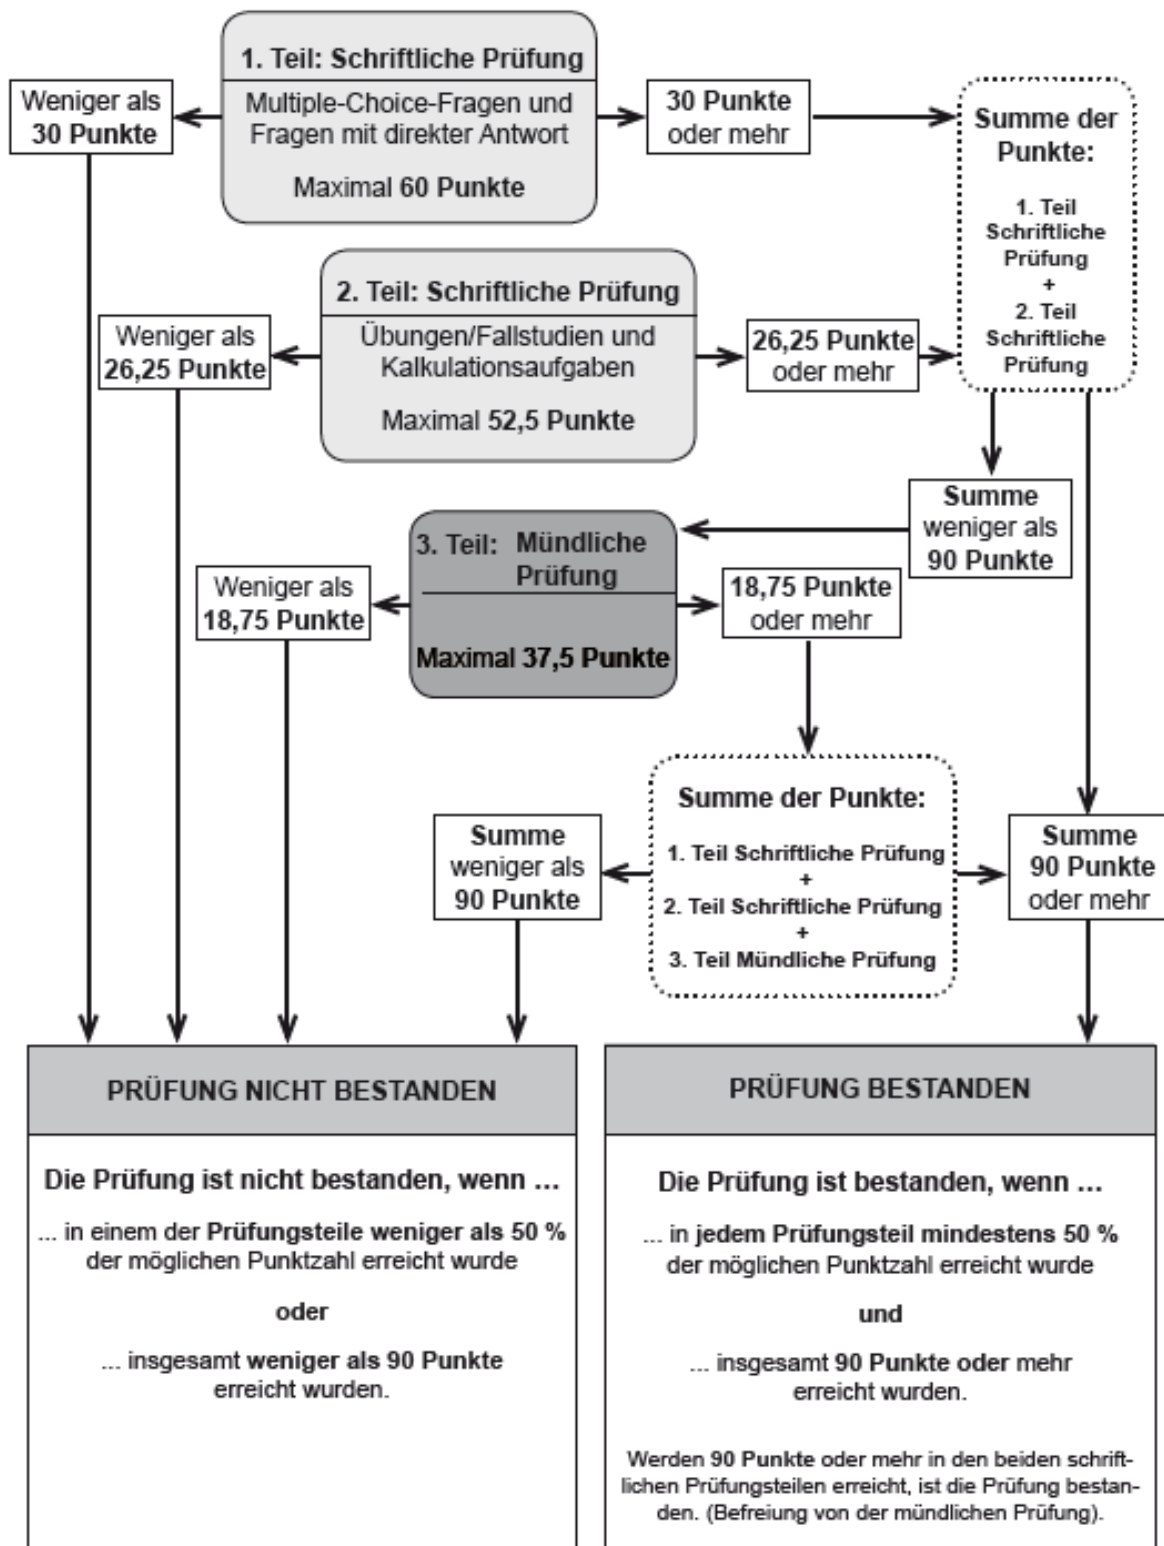 1. Teil: Schriftliche Prüfung
Multiple-Choice-Fragen und
Fragen mit direkter Antwort
Maximal 60 Punkte
Weniger als
30 Punkte
30 Punkte
oder mehr
Summe der
Punkte:
1. Teil
Schriftliche
Prüfung
+
2. Teil
Schriftliche
Prüfung
2. Teil: Schriftliche Prüfung
Übungen/Fallstudien und
Kalkulationsaufgaben
Maximal 52,5 Punkte
Weniger als
26,25 Punkte
26,25 Punkte
oder mehr
Summe
weniger als
90 Punkte
3. Teil: Mündliche
Prüfung
Maximal 37,5 Punkte
Weniger als
18,75 Punkte
18,75 Punkte
oder mehr
Summe der Punkte:
1. Teil Schriftliche Prüfung
+
2. Teil Schriftliche Prüfung
+
3. Teil Mündliche Prüfung
Summe
weniger als
90 Punkte
Summe
90 Punkte
oder mehr
PRÜFUNG NICHT BESTANDEN
Die Prüfung ist nicht bestanden, wenn ...
... in einem der Prüfungsteile weniger als 50 %
der möglichen Punktzahl erreicht wurde
oder
... insgesamt weniger als 90 Punkte
erreicht wurden.
PRÜFUNG BESTANDEN
Die Prüfung ist bestanden, wenn ...
... in jedem Prüfungsteil mindestens 50 %
der möglichen Punktzahl erreicht wurde
und
... insgesamt 90 Punkte oder mehr
erreicht wurden.
Werden 90 Punkte oder mehr in den beiden schrift-
lichen Prüfungsteilen erreicht, ist die Prüfung bestan-
den. (Befreiung von der mündlichen Prüfung).